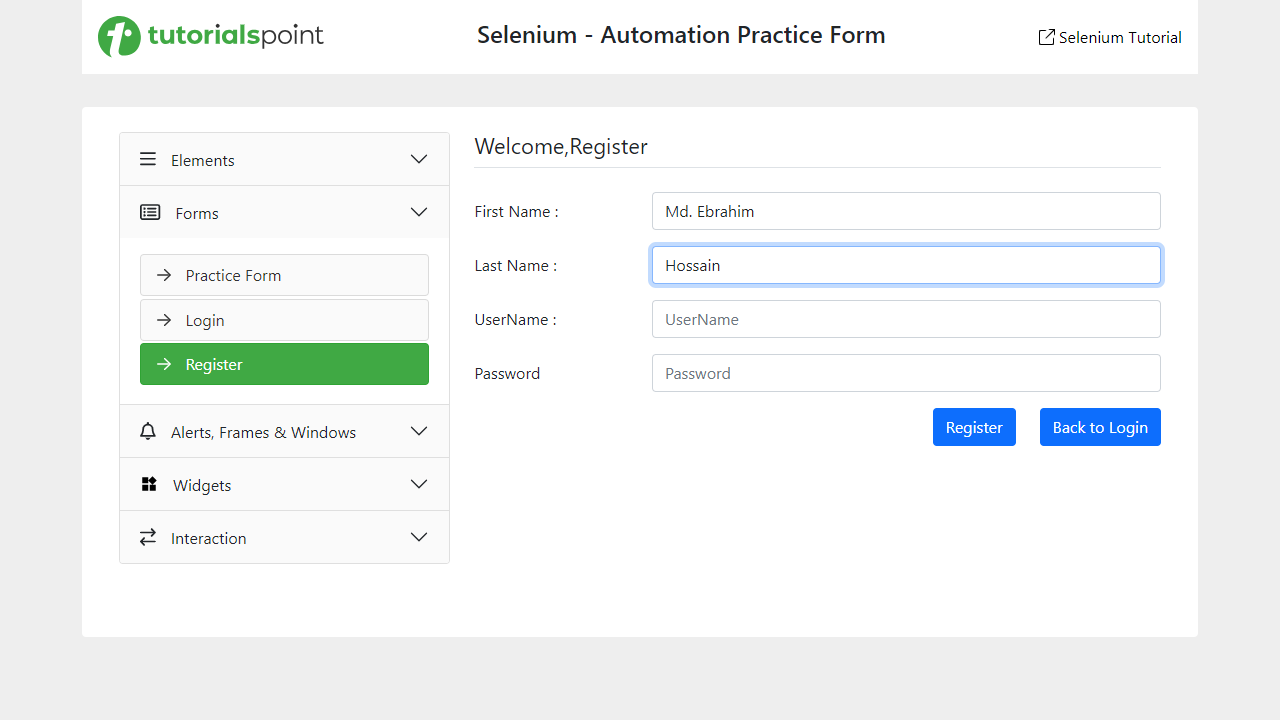 tutorialspoint
Selenium - Automation Practice Form
Selenium Tutorial
Elements
Forms
Practice Form
Login
Register
Alerts, Frames & Windows
Widgets
Interaction
Welcome,Register
First Name :
Md. Ebrahim
Last Name :
Hossain
UserName :
UserName
Password
Password
Register
Back to Login